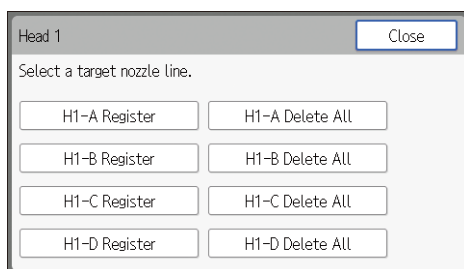 Head 1
Close
Select a target nozzle line.
H1-A Register
H1-A Delete All
H1-B Register
H1-B Delete All
H1-C Register
H1-C Delete All
H1-D Register
H1-D Delete All